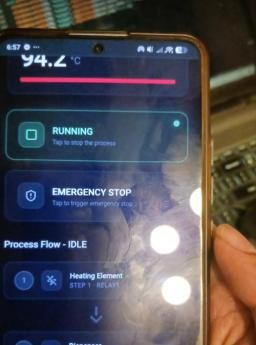 6:57
94.2 °C
RUNNING
Tap to stop the process
EMERGENCY STOP
Tap to trigger emergency stop
Process Flow - IDLE
1
Heating Element
STEP 1 · RELAY1